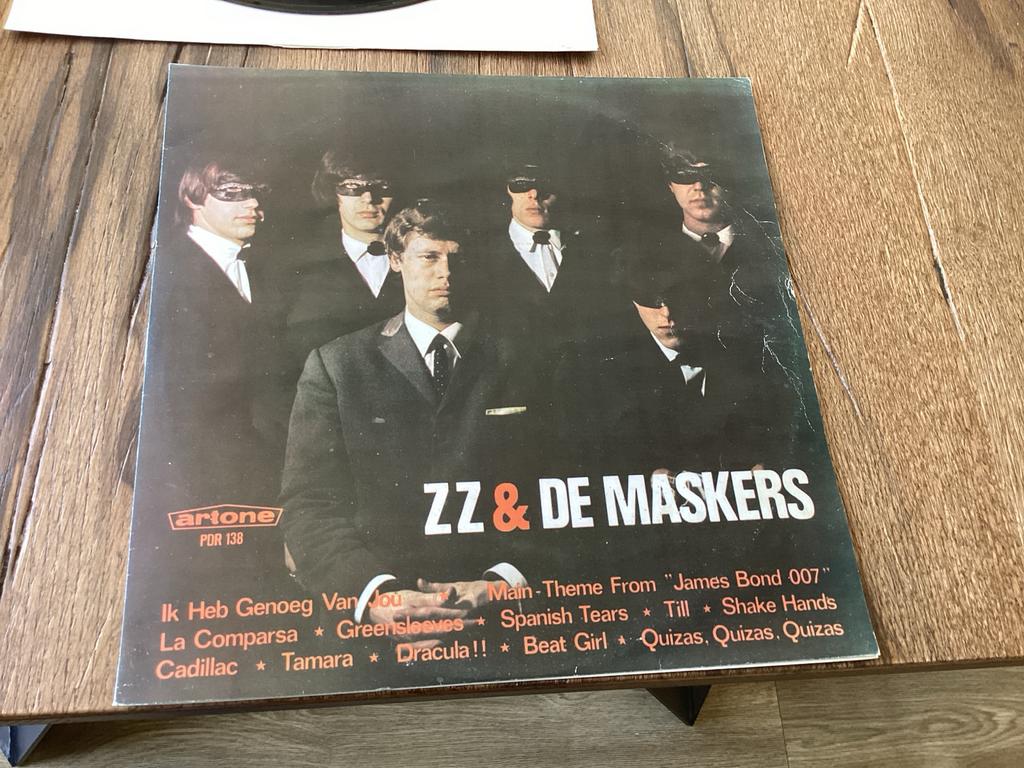 ZZ & DE MASKERS
artone
PDR 138
Ik Heb Genoeg Van Jou ★ Main-Theme From "James Bond 007"
La Comparsa ★ Greensleeves ★ Spanish Tears ★ Till ★ Shake Hands
Cadillac ★ Tamara ★ Dracula!! ★ Beat Girl ★ Quizas, Quizas, Quizas